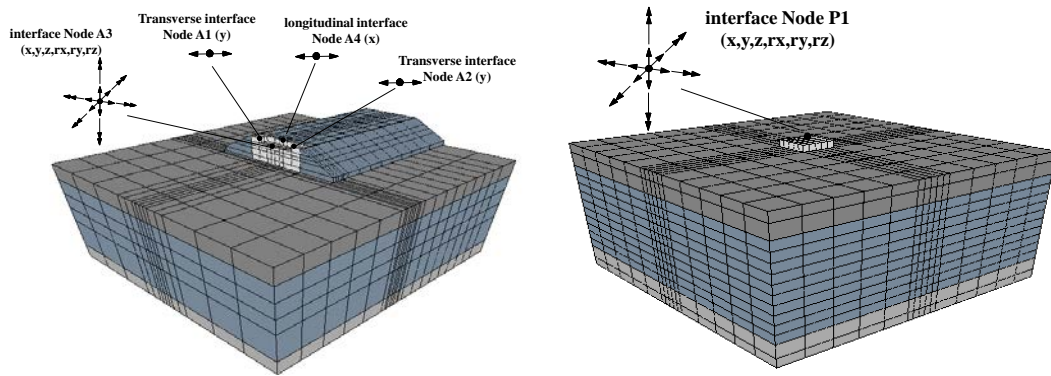 interface Node A3
(x,y,z,rx,ry,rz)
Transverse interface
Node A1 (y)
longitudinal interface
Node A4 (x)
Transverse interface
Node A2 (y)
interface Node P1
(x,y,z,rx,ry,rz)